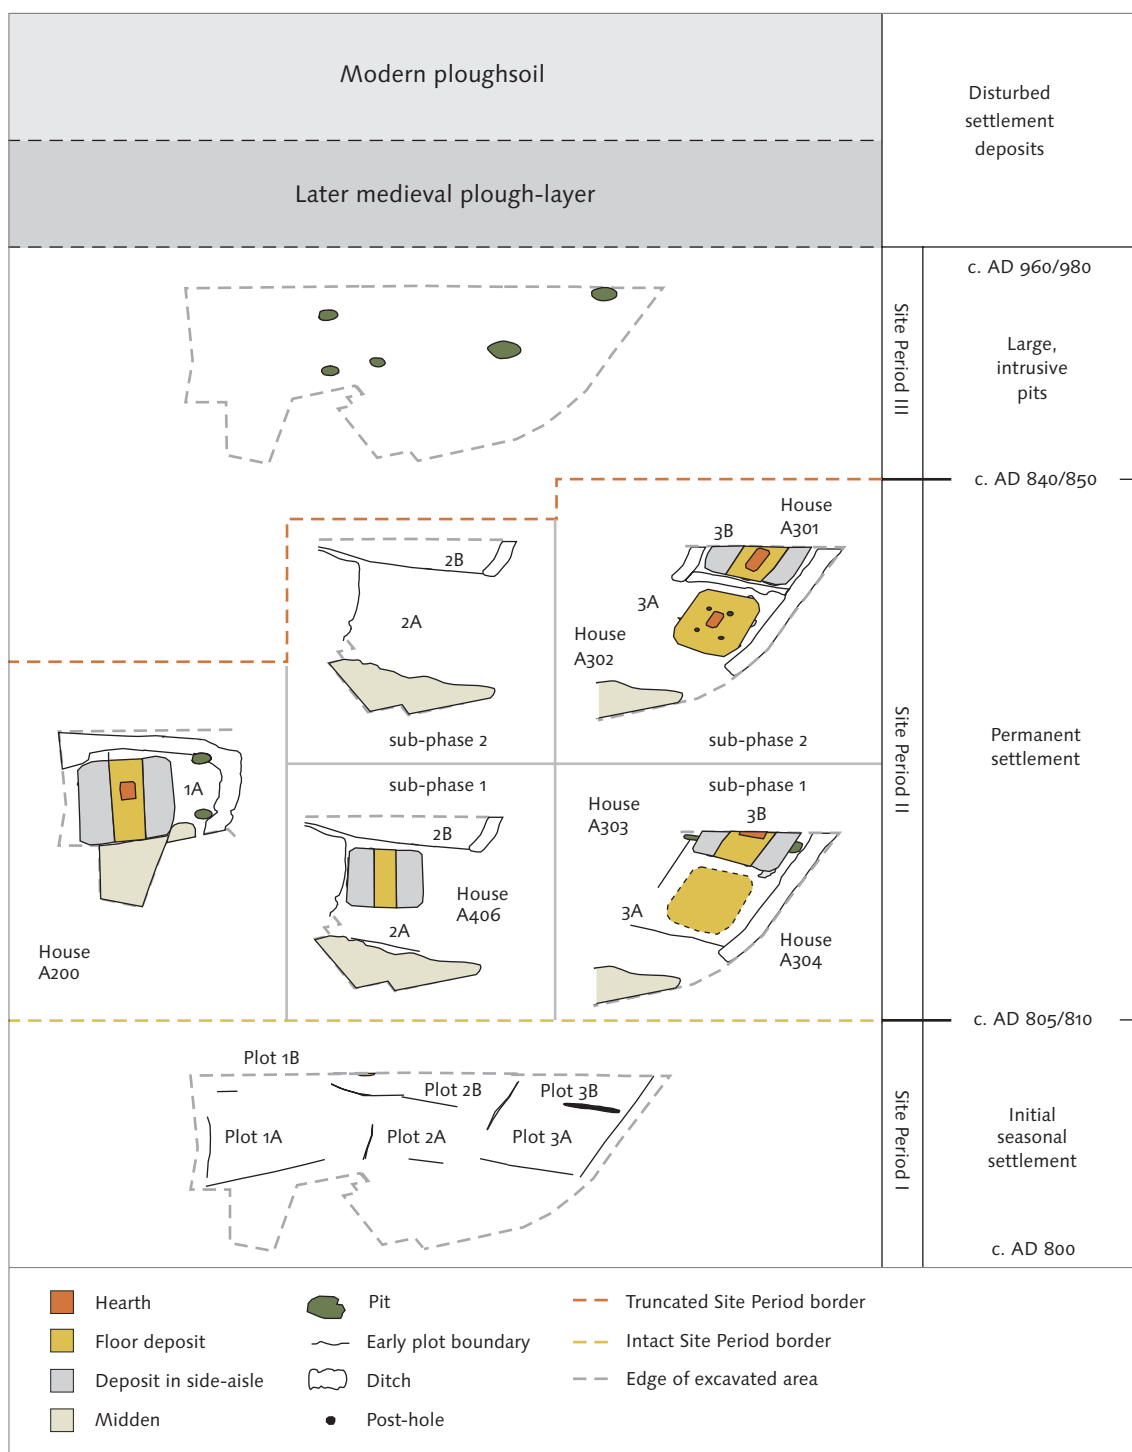 Modern ploughsoil
Later medieval plough-layer
Disturbed
settlement
deposits
c. AD 960/980
Site Period III
Large,
intrusive
pits
c. AD 840/850
House
A301
3B
3A
House
A302
sub-phase 2
2B
2A
sub-phase 2
Site Period II
Permanent
settlement
1A
House
A200
sub-phase 1
2B
House
A406
2A
sub-phase 1
House
A303
3B
3A
House
A304
c. AD 805/810
Plot 1B
Plot 2B
Plot 3B
Plot 1A
Plot 2A
Plot 3A
Site Period I
Initial
seasonal
settlement
c. AD 800
Hearth
Floor deposit
Deposit in side-aisle
Midden
Pit
Early plot boundary
Ditch
Post-hole
Truncated Site Period border
Intact Site Period border
Edge of excavated area